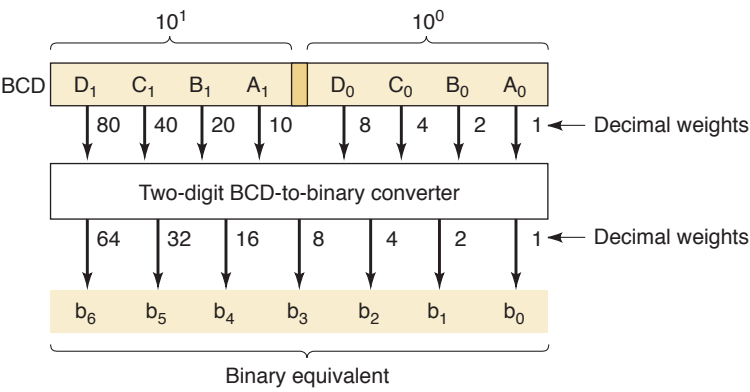 10¹ 10⁰
BCD D₁ C₁ B₁ A₁ D₀ C₀ B₀ A₀
80 40 20 10 8 4 2 1 Decimal weights
Two-digit BCD-to-binary converter
64 32 16 8 4 2 1 Decimal weights
b₆ b₅ b₄ b₃ b₂ b₁ b₀
Binary equivalent